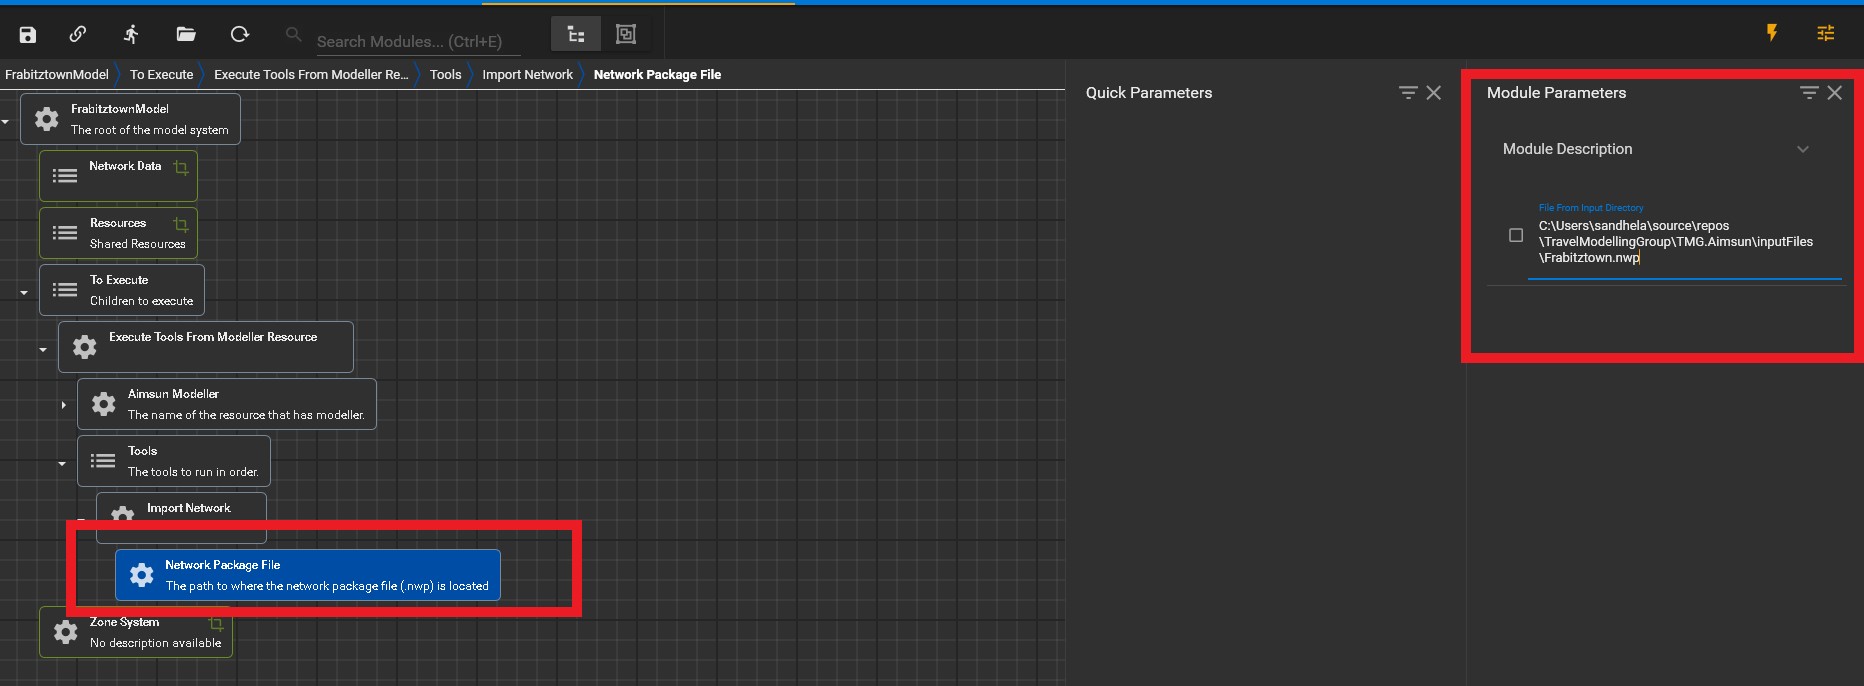 Search Modules... (Ctrl+E)
FrabitztownModel
To Execute
Execute Tools From Modeller Re...
Tools
Import Network
Network Package File
FrabitztownModel
The root of the model system
Network Data
Resources
Shared Resources
To Execute
Children to execute
Execute Tools From Modeller Resource
Aimsun Modeller
The name of the resource that has modeller.
Tools
The tools to run in order.
Import Network
Network Package File
The path to where the network package file (.nwp) is located
Zone System
No description available
Quick Parameters
Module Parameters
Module Description
File From Input Directory
C:\Users\sandhela\source\repos
\TravelModellingGroup\TMG.Aimsun\inputFiles
\Frabitztown.nwp